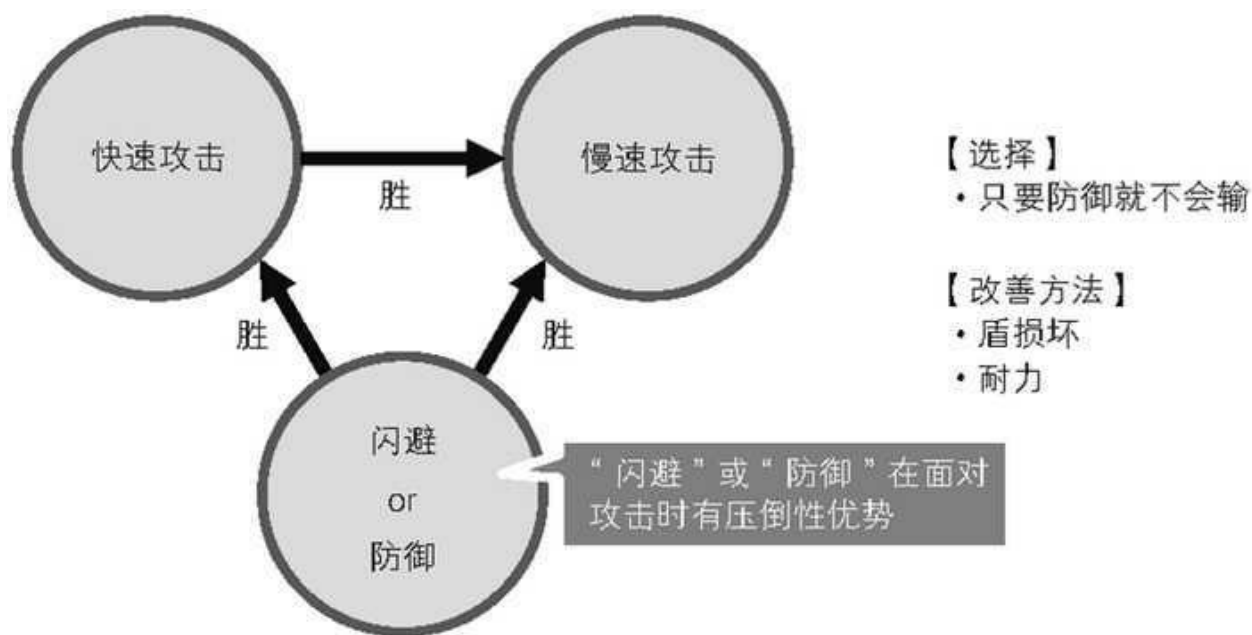 快速攻击
慢速攻击
胜
胜
胜
闪避
or
防御
“闪避”或“防御”在面对
攻击时有压倒性优势
【选择】
・只要防御就不会输
【改善方法】
・盾损坏
・耐力